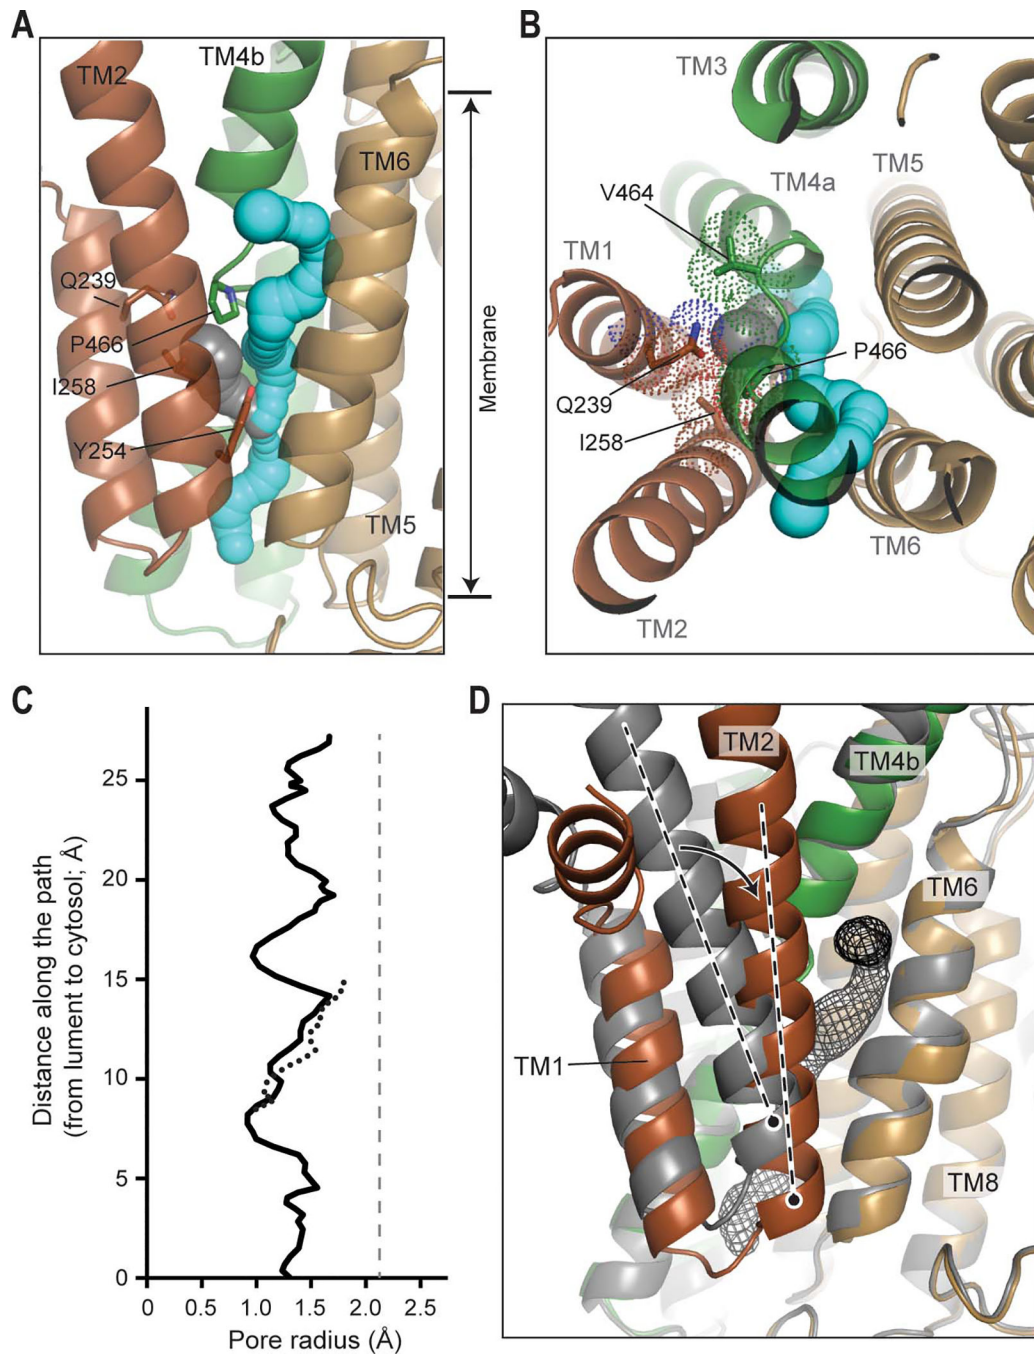 A
TM2
TM4b
TM6
Q239
P466
I258
Y254
TM5
Membrane
B
TM3
TM5
V464
TM4a
TM1
P466
Q239
I258
TM6
TM2
C
Distance along the path
(from lument to cytosol; Å)
25
20
15
10
5
0
0 0.5 1.0 1.5 2.0 2.5
Pore radius (Å)
D
TM2
TM4b
TM6
TM1
TM8